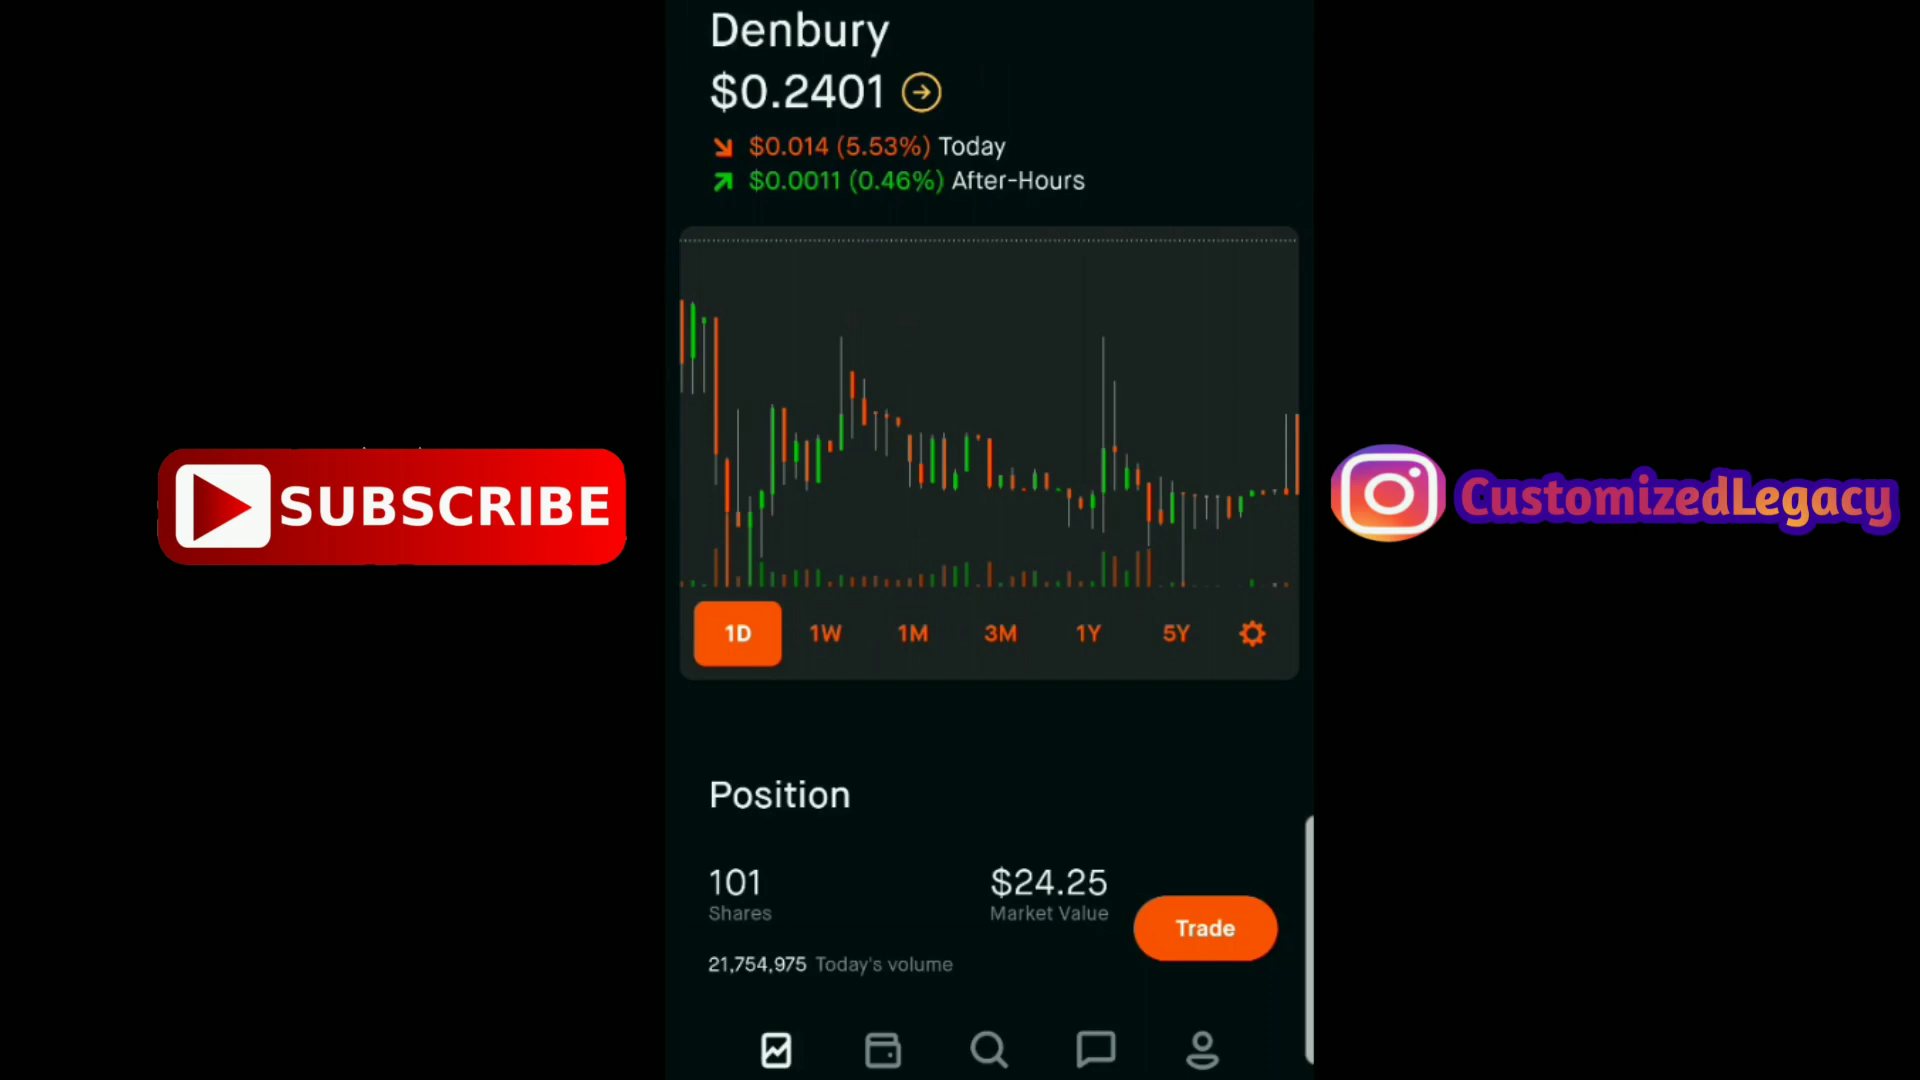 Denbury
$0.2401
$0.014 (5.53%) Today
$0.0011 (0.46%) After-Hours
SUBSCRIBE
CustomizedLegacy
1D 1W 1M 3M 1Y 5Y
Position
101 $24.25
Shares Market Value
Trade
21,754,975 Today's volume